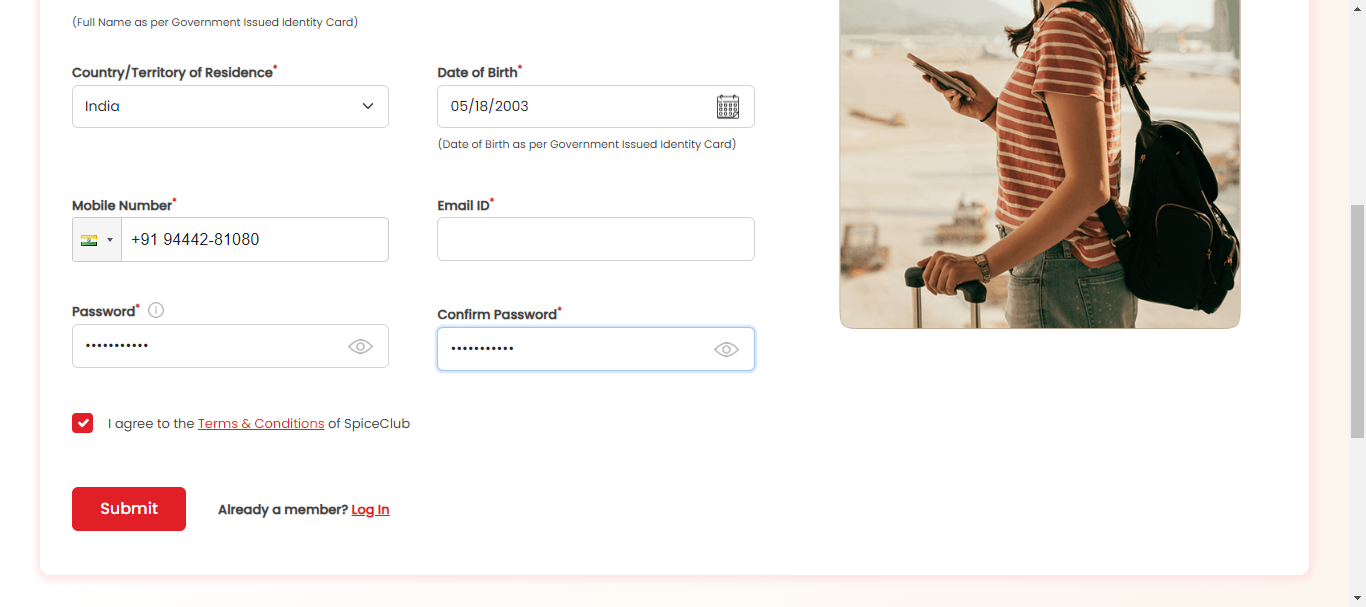 (Full Name as per Government Issued Identity Card)
Country/Territory of Residence*
Date of Birth*
India
05/18/2003
(Date of Birth as per Government Issued Identity Card)
Mobile Number*
Email ID*
+91 94442-81080
Password*
Confirm Password*
•••••••••••
•••••••••••
I agree to the Terms & Conditions of SpiceClub
Submit
Already a member? Log In